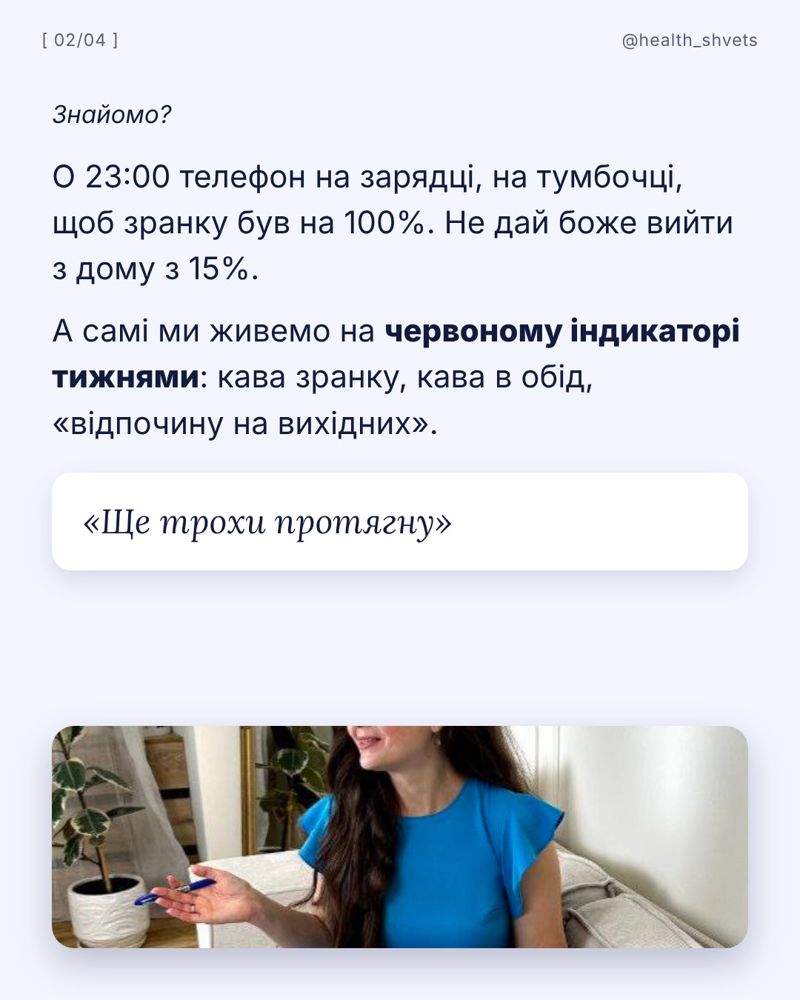 [ 02/04 ]
@health_shvets
Знайомо?
О 23:00 телефон на зарядці, на тумбочці,
щоб зранку був на 100%. Не дай боже вийти
з дому з 15%.
А самі ми живемо на червоному індикаторі
тижнями: кава зранку, кава в обід,
«відпочину на вихідних».
«Ще трохи протягну»